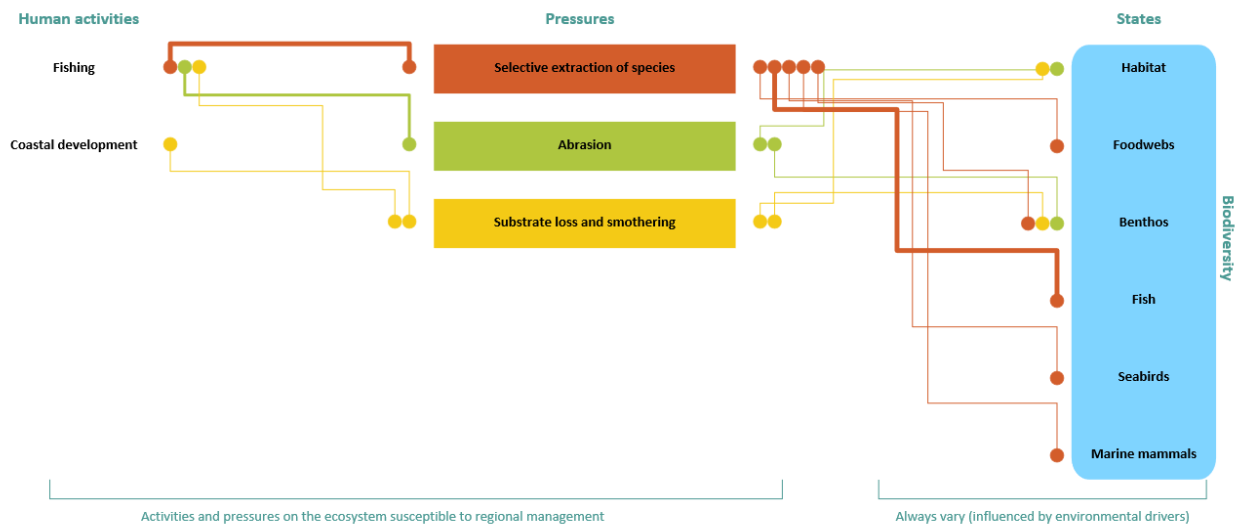 Human activities
Pressures
States
Fishing
Selective extraction of species
Habitat
Coastal development
Abrasion
Foodwebs
Substrate loss and smothering
Benthos
Biodiversity
Fish
Seabirds
Marine mammals
Activities and pressures on the ecosystem susceptible to regional management
Always vary (influenced by environmental drivers)